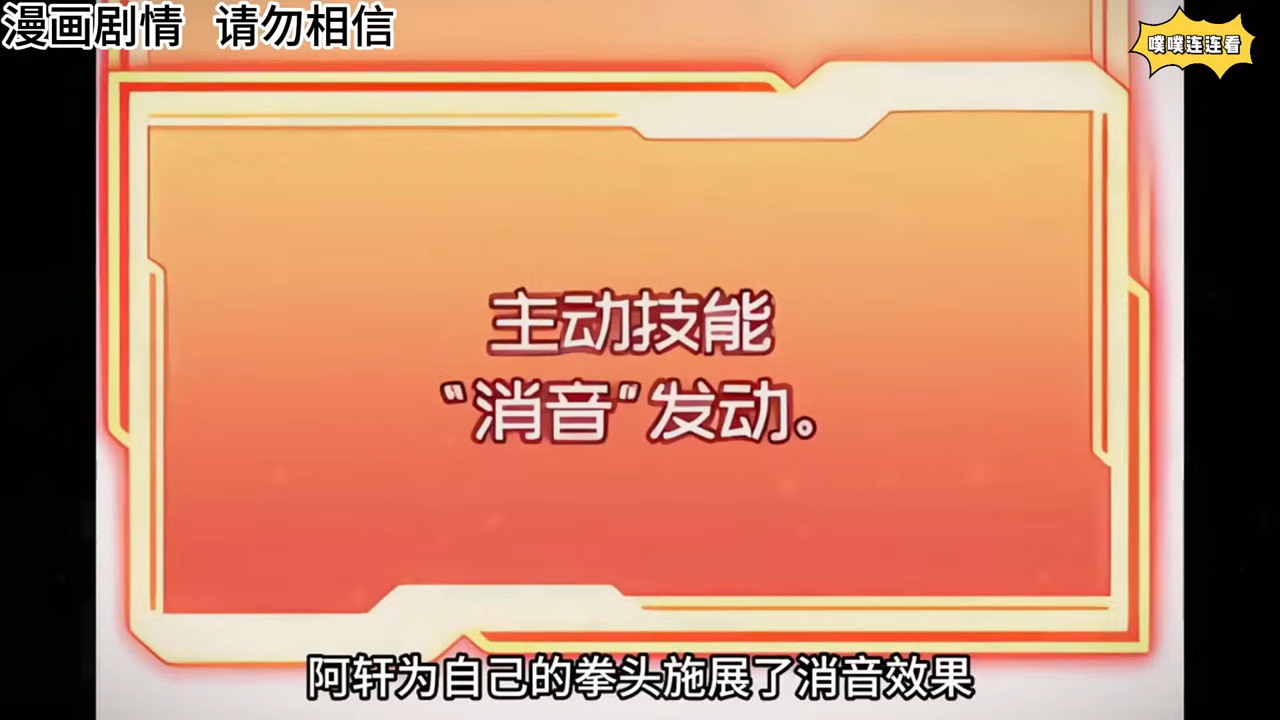 漫画剧情 请勿相信
噗噗连连看
主动技能
“消音”发动。
阿轩为自己的拳头施展了消音效果